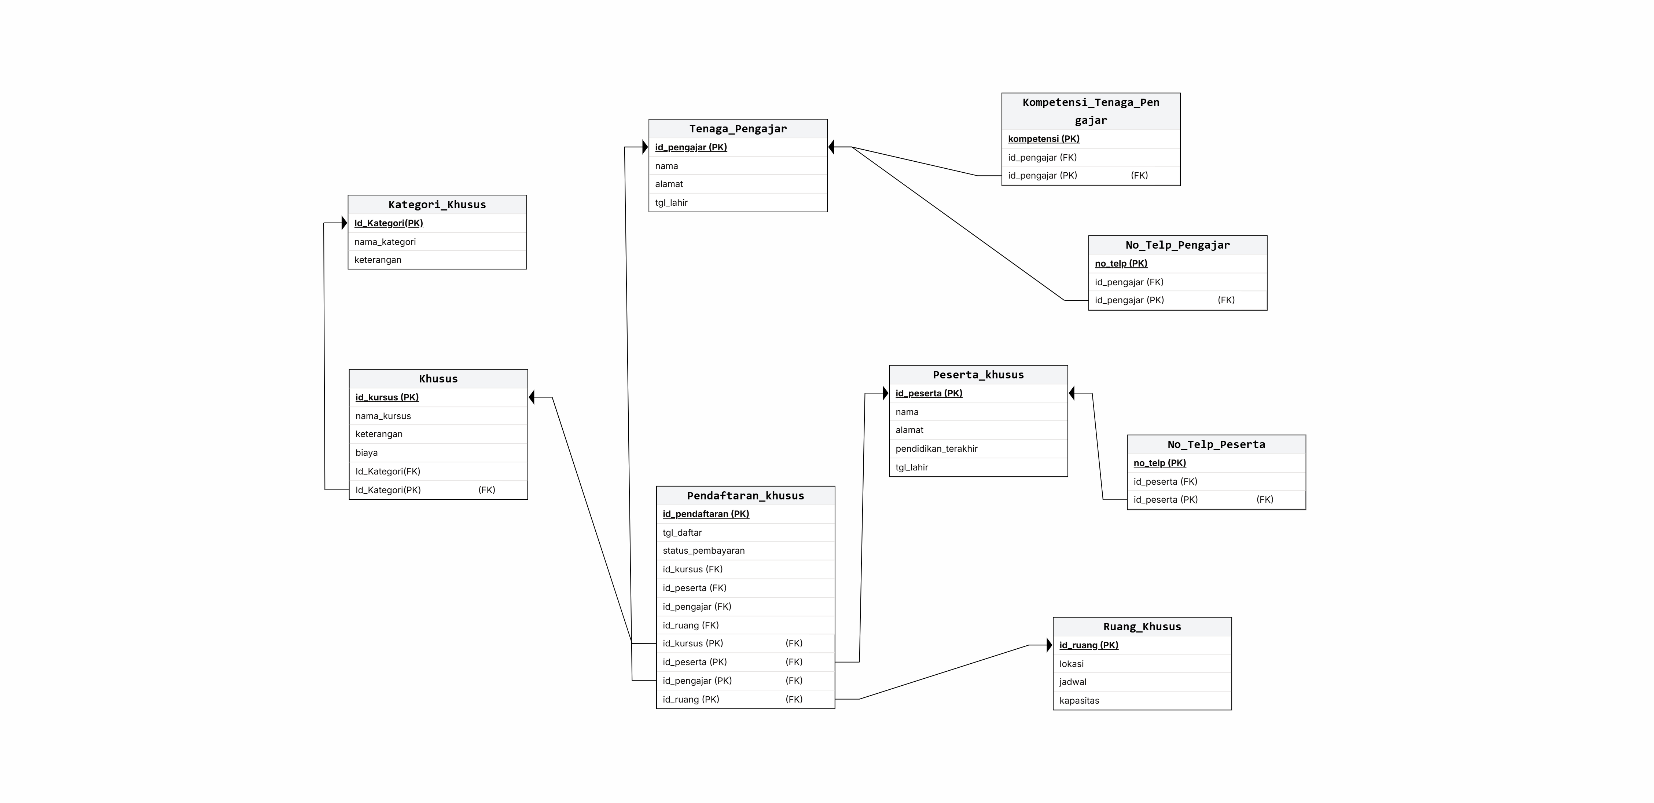 Kompetensi_Tenaga_Pen
gajar
kompetensi (PK)
id_pengajar (FK)
id_pengajar (PK) (FK)
Tenaga_Pengajar
id_pengajar (PK)
nama
alamat
tgl_lahir
Kategori_Khusus
Id_Kategori(PK)
nama_kategori
keterangan
No_Telp_Pengajar
no_telp (PK)
id_pengajar (FK)
id_pengajar (PK) (FK)
Khusus
id_kursus (PK)
nama_kursus
keterangan
biaya
Id_Kategori(FK)
Id_Kategori(PK) (FK)
Peserta_khusus
id_peserta (PK)
nama
alamat
pendidikan_terakhir
tgl_lahir
No_Telp_Peserta
no_telp (PK)
id_peserta (FK)
id_peserta (PK) (FK)
Pendaftaran_khusus
id_pendaftaran (PK)
tgl_daftar
status_pembayaran
id_kursus (FK)
id_peserta (FK)
id_pengajar (FK)
id_ruang (FK)
id_kursus (PK) (FK)
id_peserta (PK) (FK)
id_pengajar (PK) (FK)
id_ruang (PK) (FK)
Ruang_Khusus
id_ruang (PK)
lokasi
jadwal
kapasitas